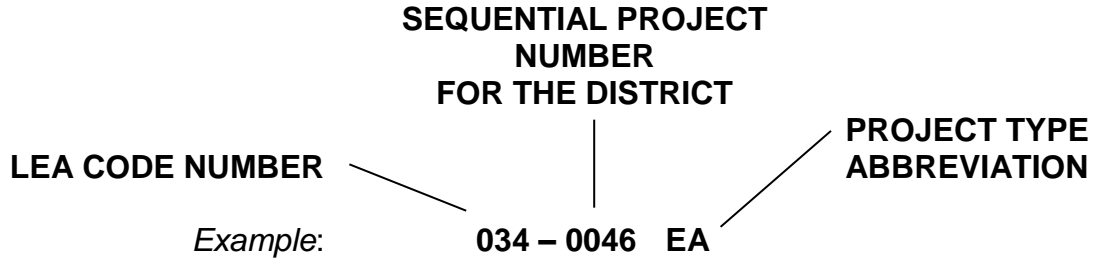 SEQUENTIAL PROJECT
NUMBER
FOR THE DISTRICT
PROJECT TYPE
ABBREVIATION
LEA CODE NUMBER
Example: 034 – 0046 EA